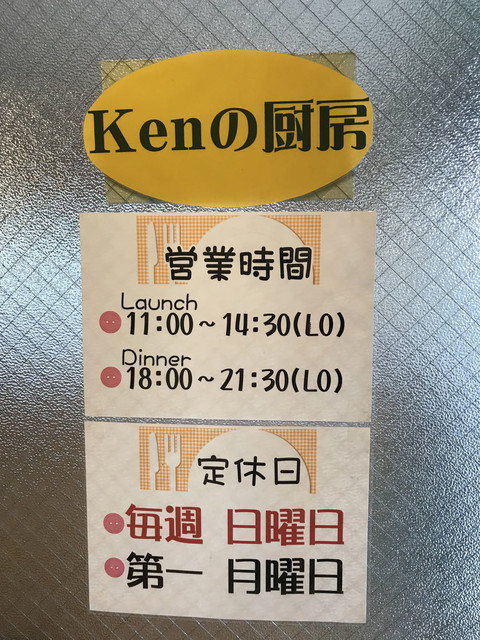 Kenの厨房
営業時間
Launch
11:00～14:30(LO)
Dinner
18:00～21:30(LO)
定休日
毎週 日曜日
第一 月曜日